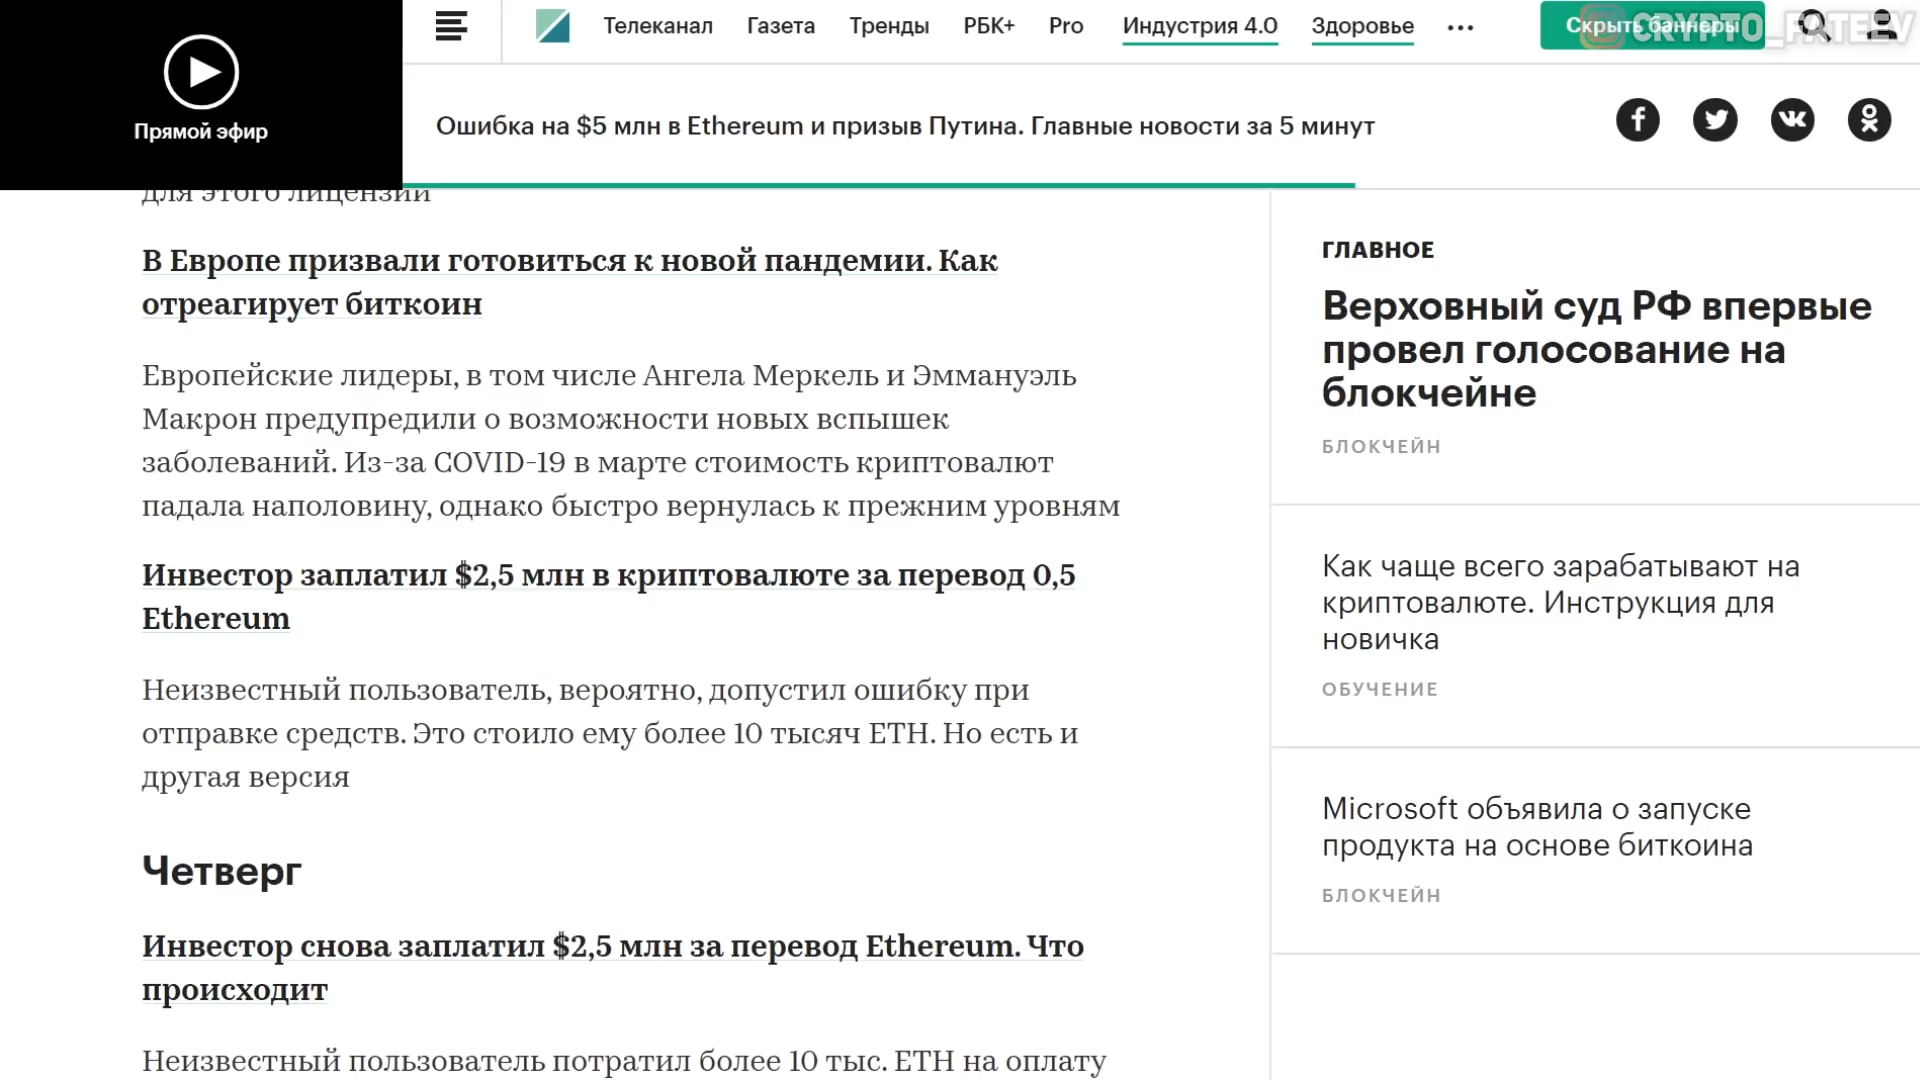 Прямой эфир
Телеканал Газета Тренды РБК+ Pro Индустрия 4.0 Здоровье
Скрыть баннеры
CRYPTO_FATEEV
Ошибка на $5 млн в Ethereum и призыв Путина. Главные новости за 5 минут
для этого лицензии
В Европе призвали готовиться к новой пандемии. Как
отреагирует биткоин
Европейские лидеры, в том числе Ангела Меркель и Эммануэль
Макрон предупредили о возможности новых вспышек
заболеваний. Из-за COVID-19 в марте стоимость криптовалют
падала наполовину, однако быстро вернулась к прежним уровням
Инвестор заплатил $2,5 млн в криптовалюте за перевод 0,5
Ethereum
Неизвестный пользователь, вероятно, допустил ошибку при
отправке средств. Это стоило ему более 10 тысяч ETH. Но есть и
другая версия
Четверг
Инвестор снова заплатил $2,5 млн за перевод Ethereum. Что
происходит
Неизвестный пользователь потратил более 10 тыс. ETH на оплату
ГЛАВНОЕ
Верховный суд РФ впервые
провел голосование на
блокчейне
БЛОКЧЕЙН
Как чаще всего зарабатывают на
криптовалюте. Инструкция для
новичка
ОБУЧЕНИЕ
Microsoft объявила о запуске
продукта на основе биткоина
БЛОКЧЕЙН